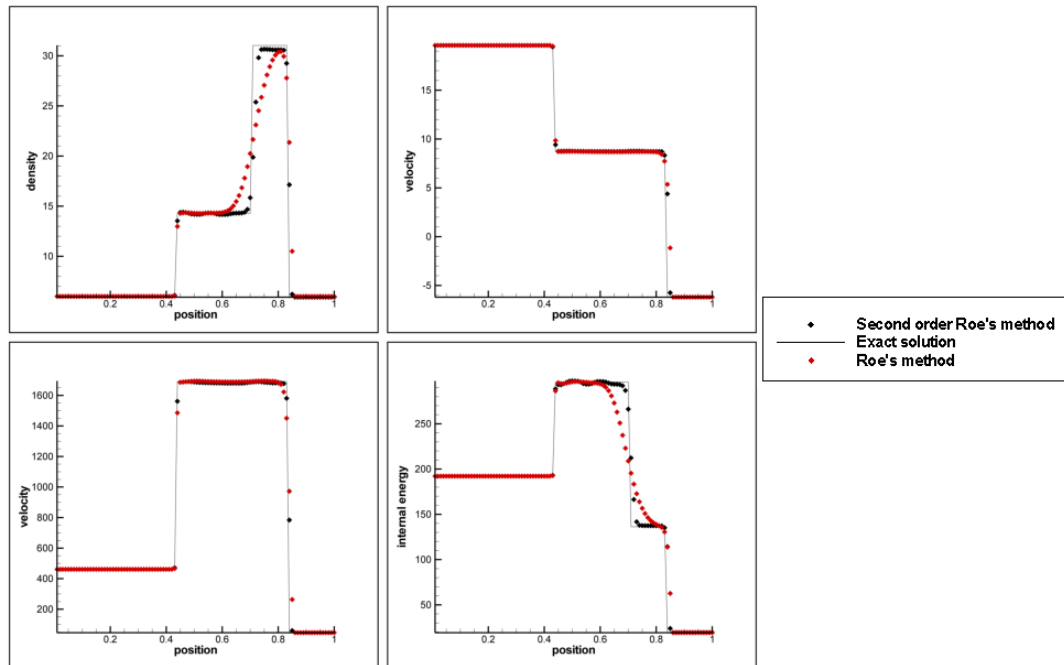 30
25
20
15
10
density
0.2 0.4 0.6 0.8 1
position
15
10
5
0
-5
velocity
0.2 0.4 0.6 0.8 1
position
Second order Roe's method
Exact solution
Roe's method
1600
1400
1200
1000
800
600
400
200
velocity
0.2 0.4 0.6 0.8 1
position
250
200
150
100
50
internal energy
0.2 0.4 0.6 0.8 1
position